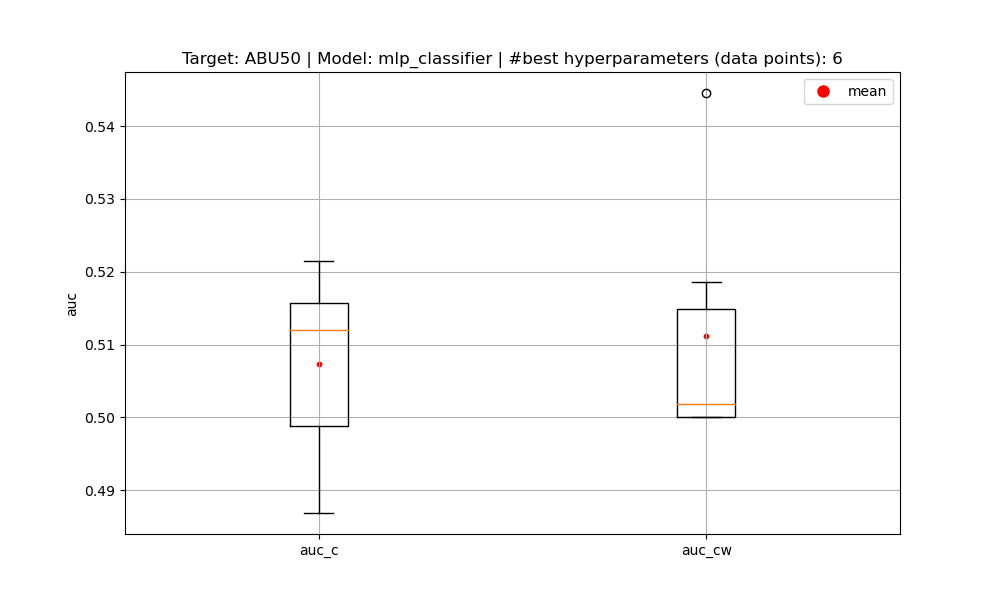 Target: ABU50 | Model: mlp_classifier | #best hyperparameters (data points): 6
mean
0.54
0.53
0.52
0.51
0.50
0.49
auc
auc_c
auc_cw